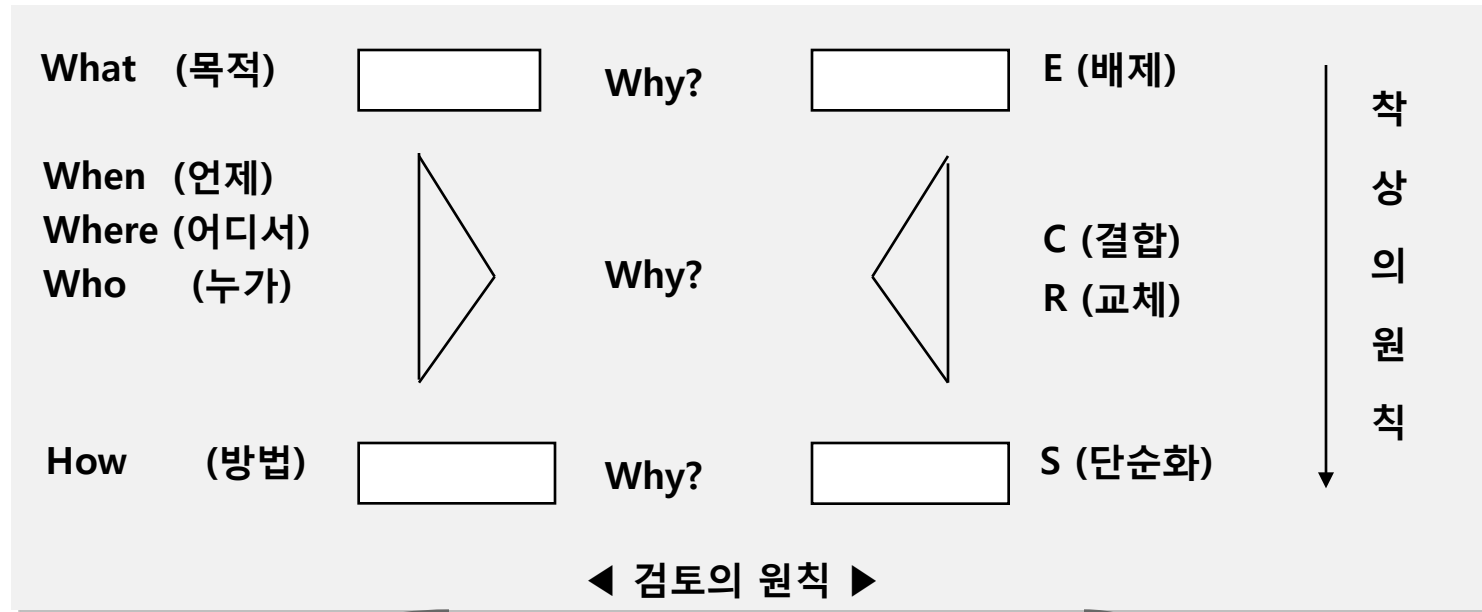 What (목적) Why? E (배제)
When (언제)
Where (어디서)
Who (누가)
Why?
C (결합)
R (교체)
How (방법) Why? S (단순화)
착상의원칙
◀ 검토의 원칙 ▶